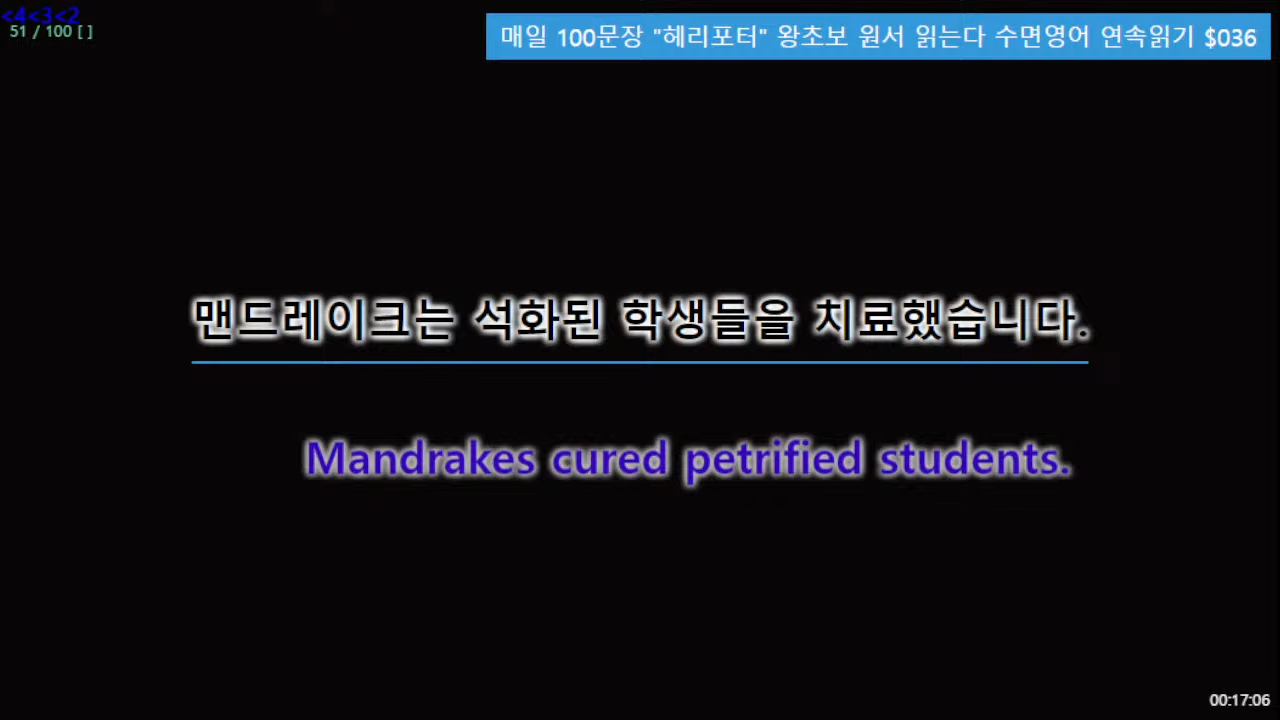 <4<3<2
51 / 100 [ ]
매일 100문장 "헤리포터" 왕초보 원서 읽는다 수면영어 연속읽기 $036
맨드레이크는 석화된 학생들을 치료했습니다.
Mandrakes cured petrified students.
00:17:06